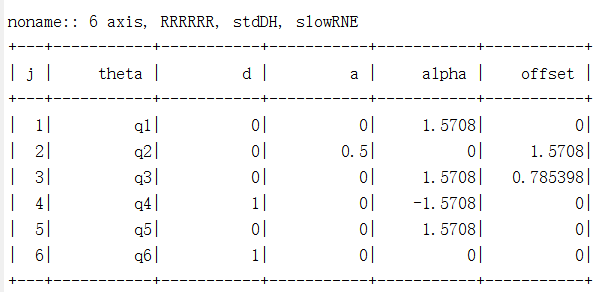 noname:: 6 axis, RRRRRR, stdDH, slowRNE
+---+-----------+-----------+-----------+-----------+-----------+
| j |     theta |         d |         a |     alpha |    offset |
+---+-----------+-----------+-----------+-----------+-----------+
|  1|         q1|          0|          0|     1.5708|          0|
|  2|         q2|          0|        0.5|          0|     1.5708|
|  3|         q3|          0|          0|     1.5708|   0.785398|
|  4|         q4|          1|          0|    -1.5708|          0|
|  5|         q5|          0|          0|     1.5708|          0|
|  6|         q6|          1|          0|          0|          0|
+---+-----------+-----------+-----------+-----------+-----------+